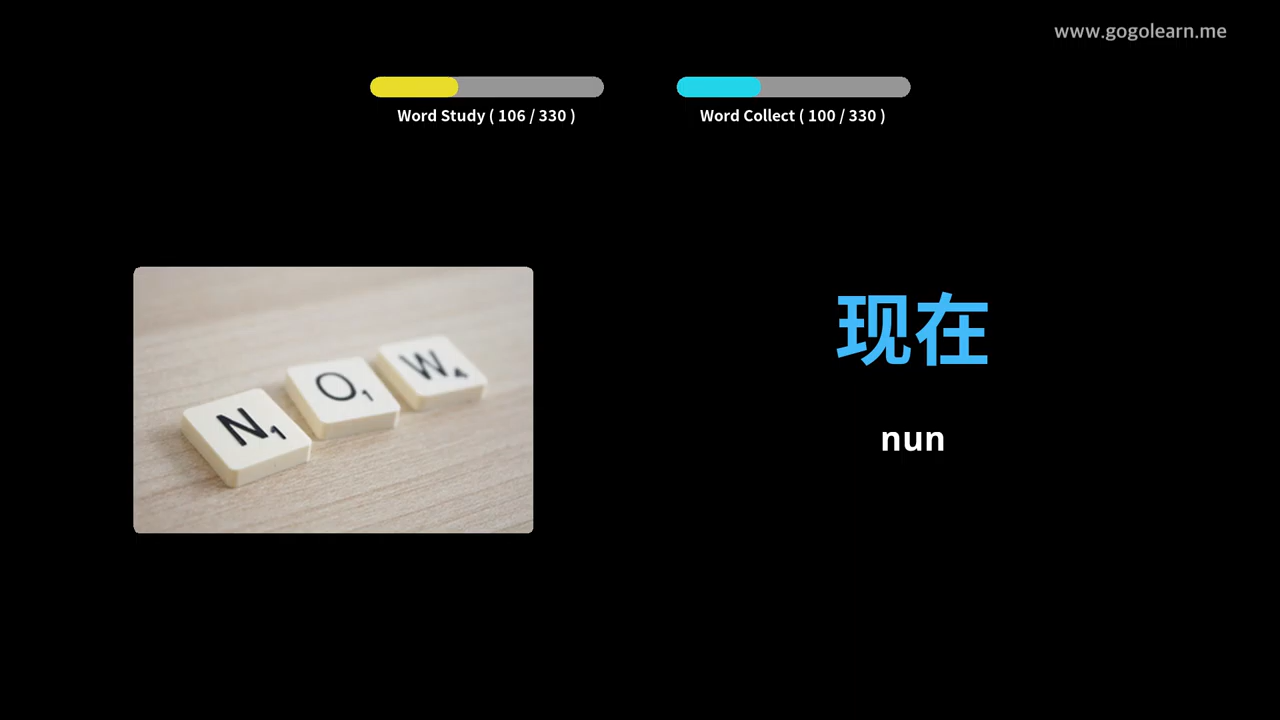 www.gogolearn.me
Word Study ( 106 / 330 )
Word Collect ( 100 / 330 )
N1 O1 W4
现在
nun